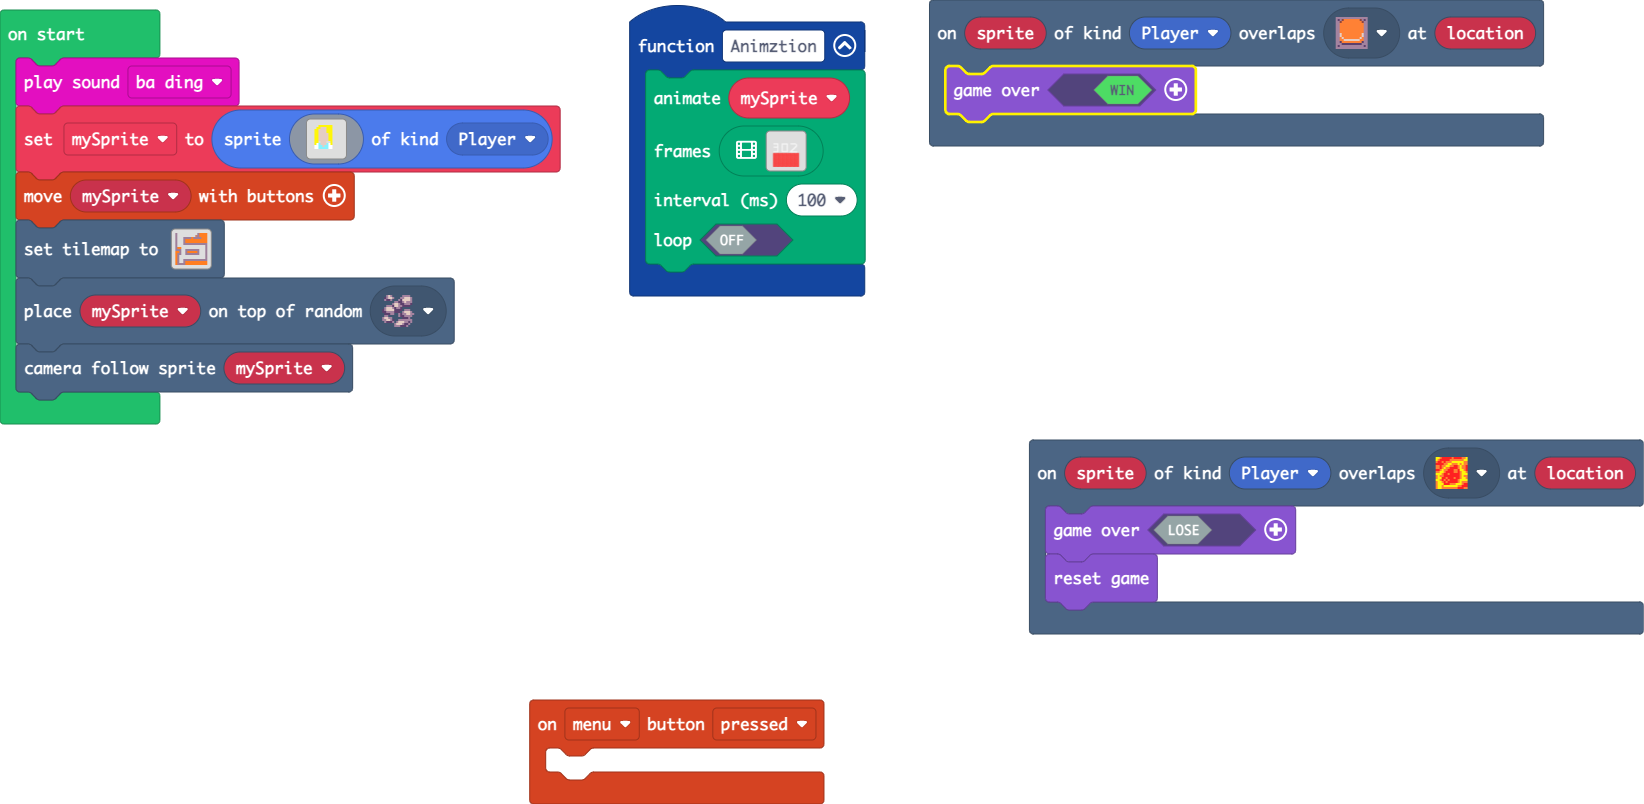 on start
play sound ba ding
set mySprite to sprite of kind Player
move mySprite with buttons
set tilemap to
place mySprite on top of random
camera follow sprite mySprite
function Animztion
animate mySprite
frames 302
interval (ms) 100
loop OFF
on sprite of kind Player overlaps at location
game over WIN
on sprite of kind Player overlaps at location
game over LOSE
reset game
on menu button pressed